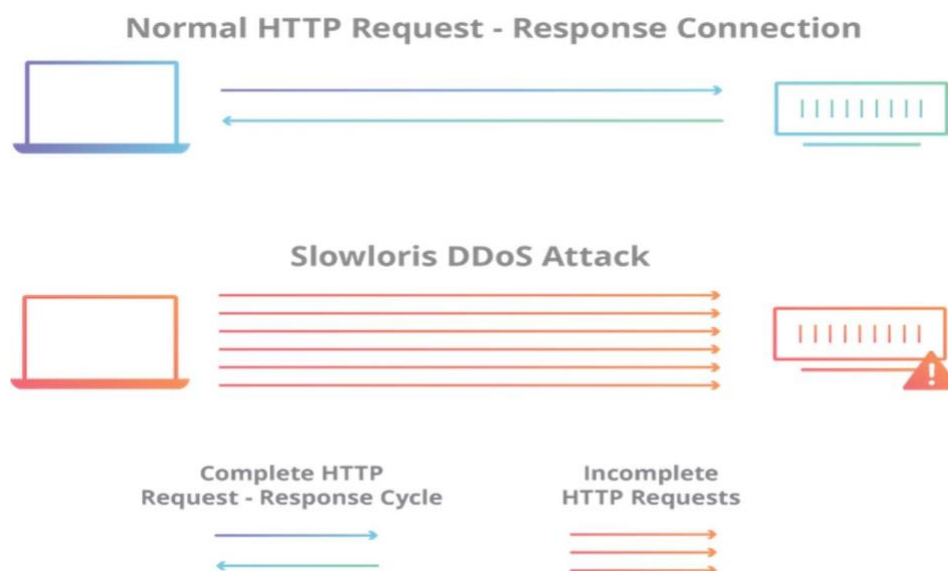 Normal HTTP Request - Response Connection
Slowloris DDoS Attack
Complete HTTP
Request - Response Cycle
Incomplete
HTTP Requests